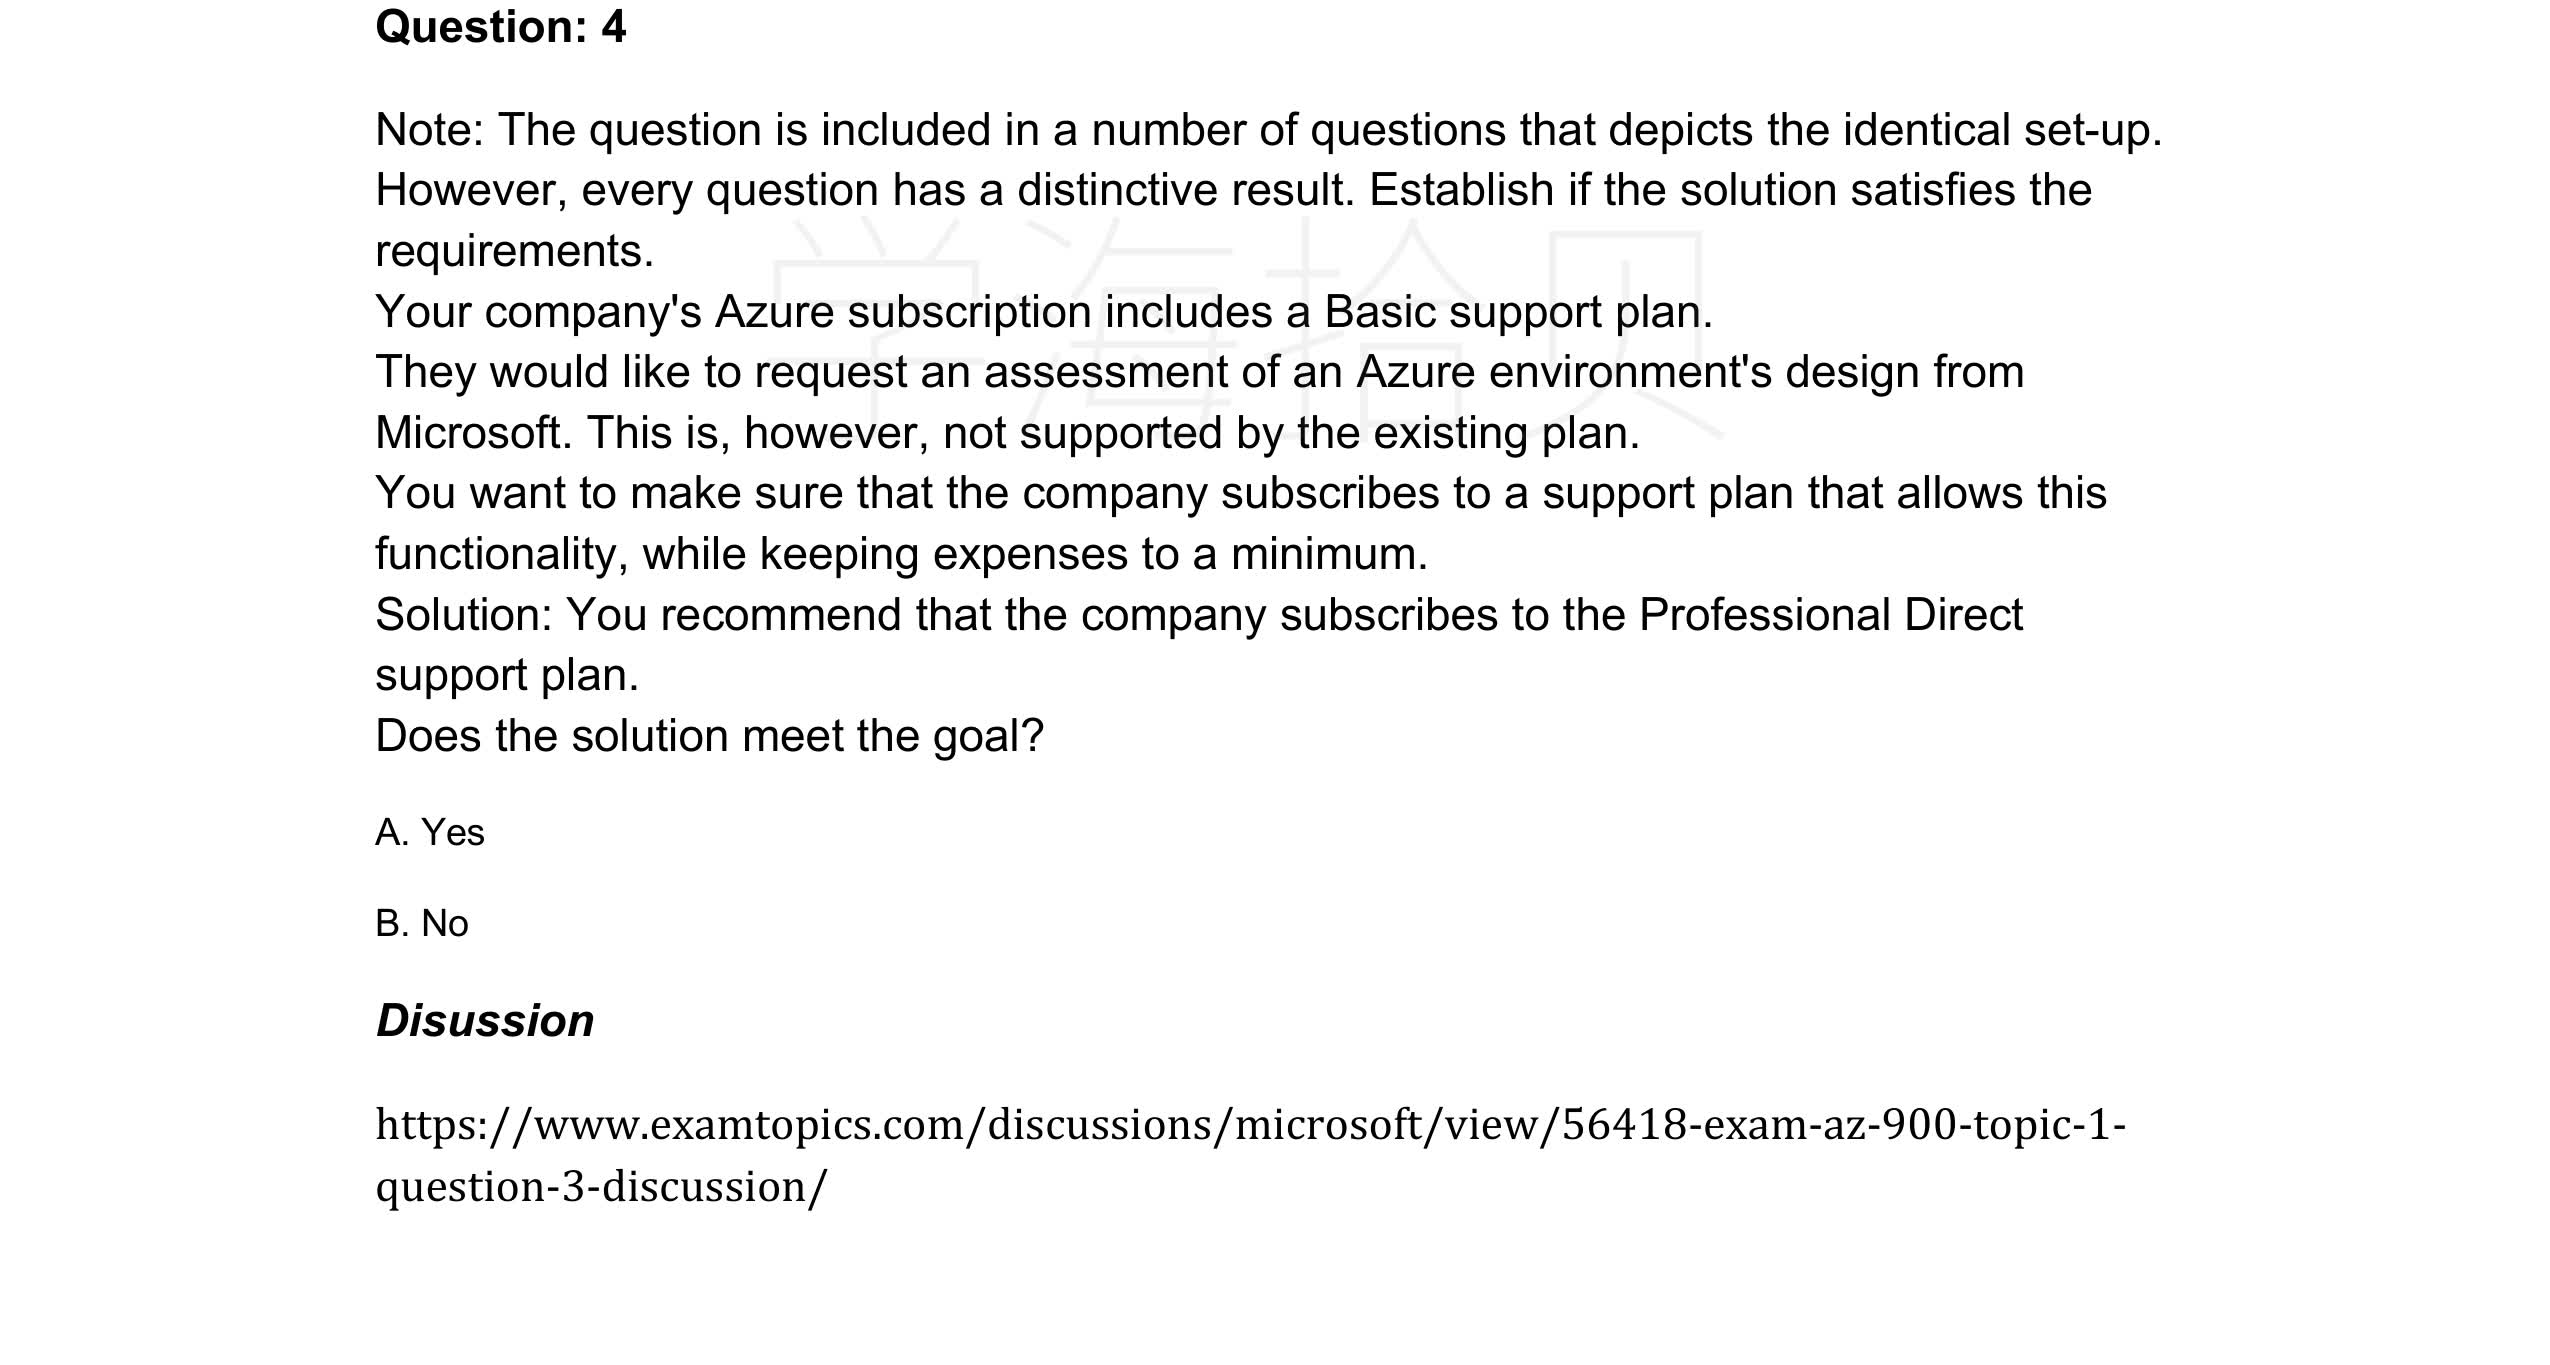 Question: 4
Note: The question is included in a number of questions that depicts the identical set-up.
However, every question has a distinctive result. Establish if the solution satisfies the
requirements.
学海拾贝
Your company's Azure subscription includes a Basic support plan.
They would like to request an assessment of an Azure environment's design from
Microsoft. This is, however, not supported by the existing plan.
You want to make sure that the company subscribes to a support plan that allows this
functionality, while keeping expenses to a minimum.
Solution: You recommend that the company subscribes to the Professional Direct
support plan.
Does the solution meet the goal?
A. Yes
B. No
Disussion
https://www.examtopics.com/discussions/microsoft/view/56418-exam-az-900-topic-1-
question-3-discussion/